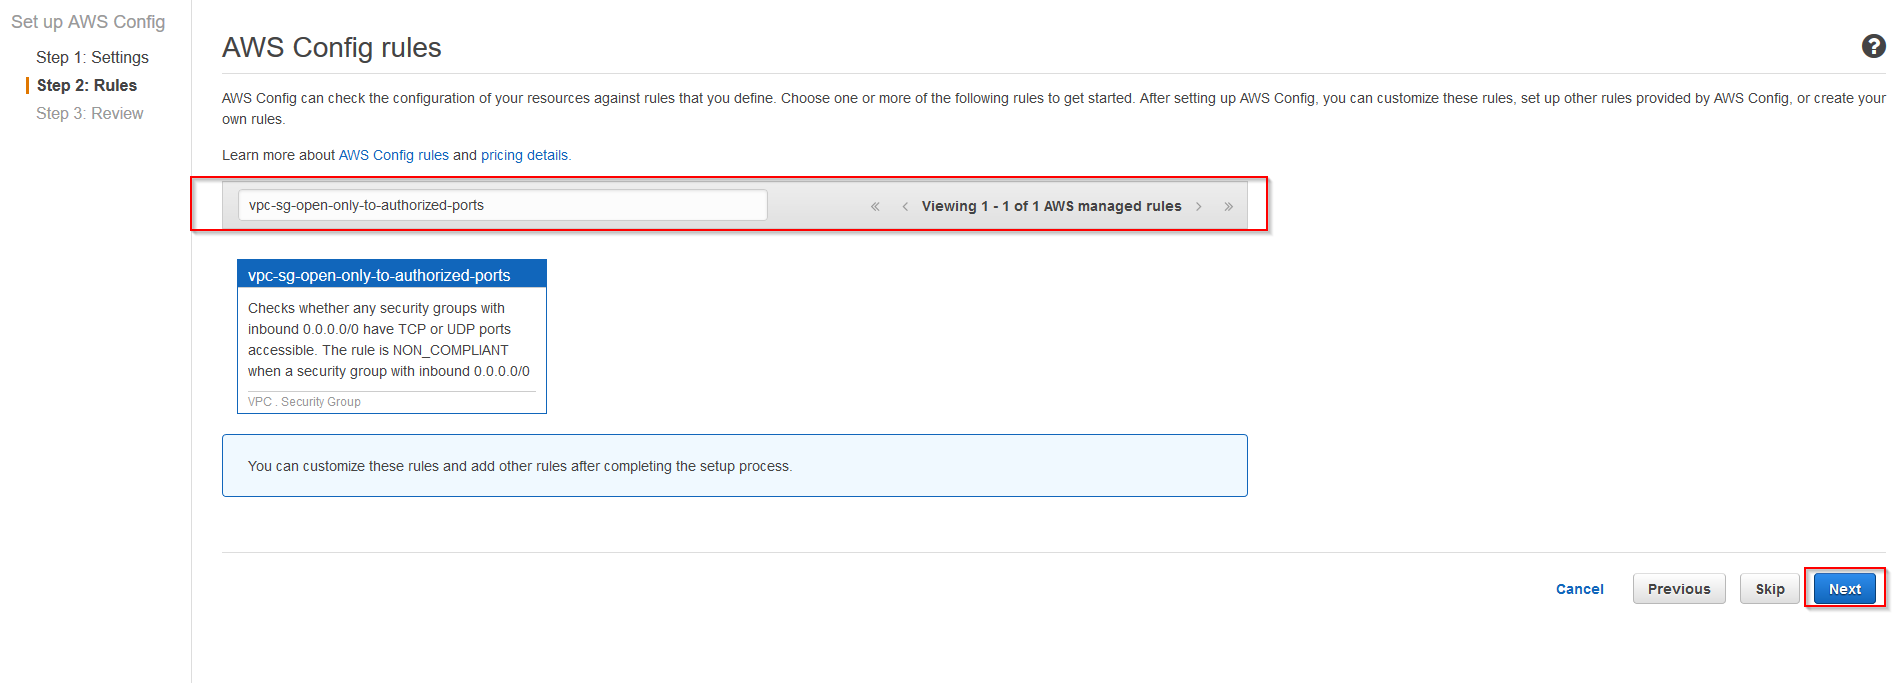 Set up AWS Config
Step 1: Settings
Step 2: Rules
Step 3: Review
AWS Config rules
?
AWS Config can check the configuration of your resources against rules that you define. Choose one or more of the following rules to get started. After setting up AWS Config, you can customize these rules, set up other rules provided by AWS Config, or create your
own rules.
Learn more about AWS Config rules and pricing details.
vpc-sg-open-only-to-authorized-ports
« ‹ Viewing 1 - 1 of 1 AWS managed rules › »
vpc-sg-open-only-to-authorized-ports
Checks whether any security groups with
inbound 0.0.0.0/0 have TCP or UDP ports
accessible. The rule is NON_COMPLIANT
when a security group with inbound 0.0.0.0/0
VPC . Security Group
You can customize these rules and add other rules after completing the setup process.
Cancel Previous Skip Next